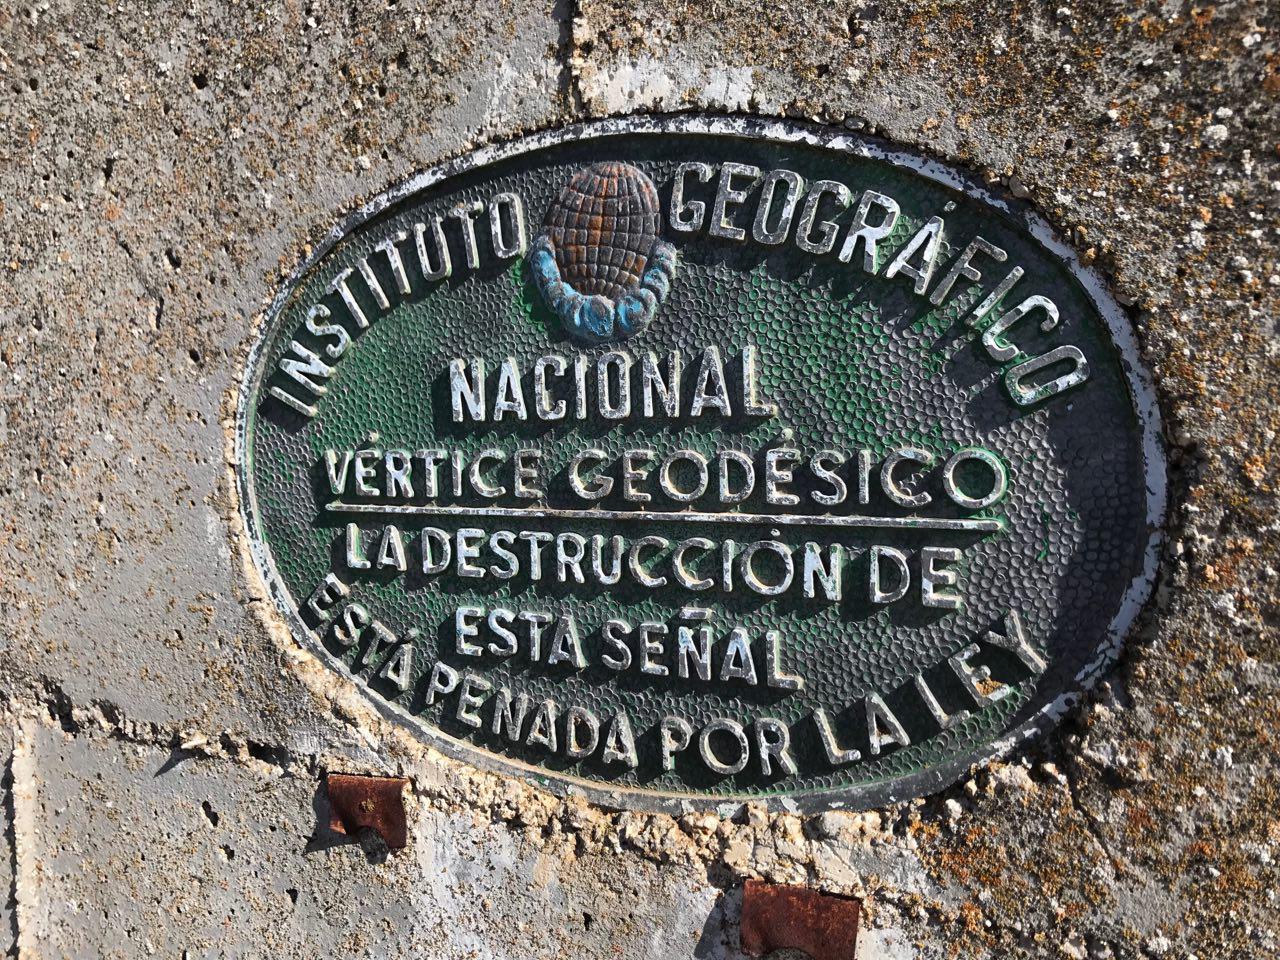 INSTITUTO GEOGRÁFICO
NACIONAL
VÉRTICE GEODÉSICO
LA DESTRUCCIÓN DE
ESTA SEÑAL
ESTÁ PENADA POR LA LEY